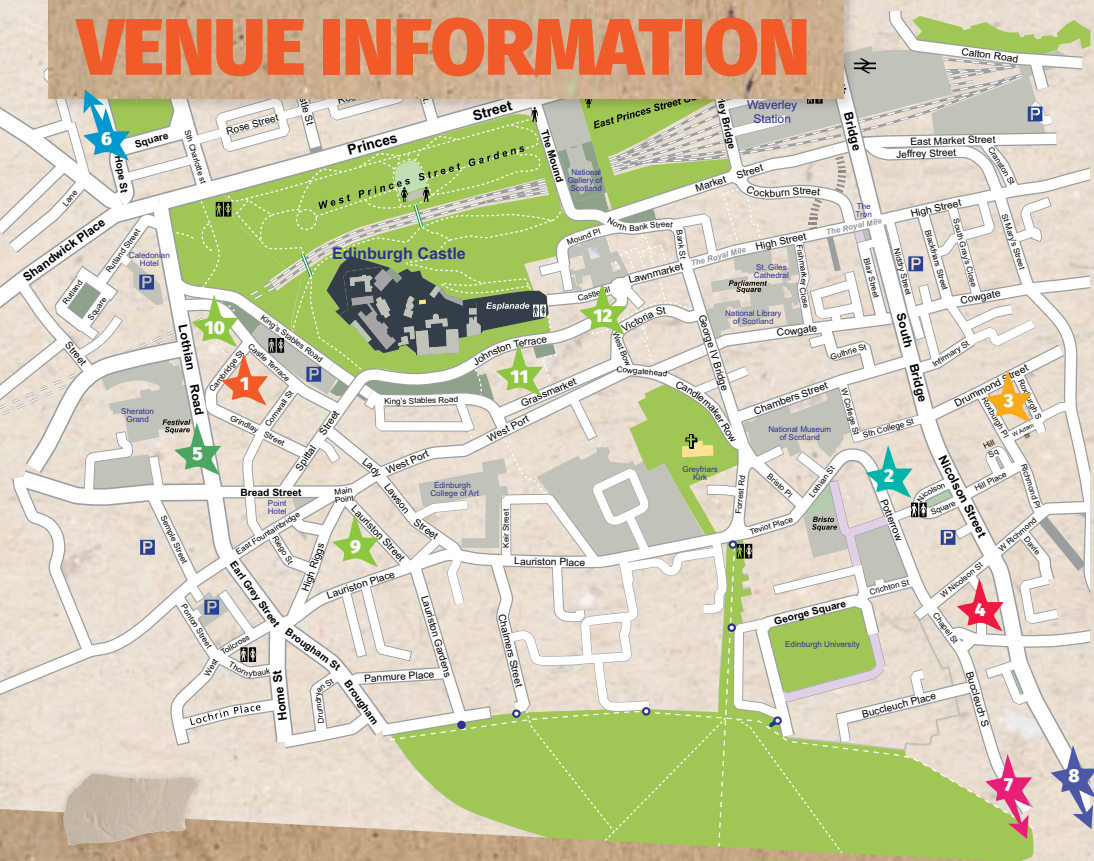 VENUE INFORMATION
Calton Road
6
Square
Hope St
Sth Charlotte st
Rose Street
Princes
Street
The Mound
East Princes Street
Waverley
Station
Bridge
East Market Street
Jeffrey Street
Cranston St
P
Lane
Shandwick Place
Rutland Street
Rutland
Square
Caledonian
Hotel
P
West Princes Street Gardens
National
Gallery of
Scotland
Market Street
Cockburn Street
The
Tron
High Street
The Royal Mile
St Mary's Street
South Gray's Close
Blackfriars Street
Niddry Street
P
Blair Street
Cowgate
Edinburgh Castle
Esplanade
Mound Pl
North Bank Street
Bank St
The Royal Mile
High Street
Lawnmarket
St. Giles
Cathedral
Parliament
Square
Fishmarket Close
National Library
of Scotland
Cowgate
Guthrie St
Infirmary St
South
Bridge
10
King's Stables Road
Castle Terrace
Cambridge St
Cornwall St
1
P
Lothian
Road
Street
12
Victoria St
West Bow
Johnston Terrace
11
Grassmarket
Cowgatehead
George IV Bridge
Candlemaker Row
Chambers Street
W College St
Sth College St
Drummond Street
3
Roxburgh Pl
W Adam
Hill
Sq
Hill Place
Richmond Pl
Sheraton
Grand
Festival
Square
5
Grindlay Street
Spittal Street
King's Stables Road
West Port
West Port
Lady
Lawson
Street
Edinburgh
College of Art
Greyfriars
Kirk
National Museum
of Scotland
Bristo Pl
Lothian St
2
Nicolson
Square
Nicolson Street
Potterrow
P
W Richmond
Davie
Bread Street
Point
Hotel
Main
Point
Lauriston Street
9
East Fountainbridge
Riego St
High Riggs
Semple Street
P
Keir Street
Lauriston Place
Lauriston Place
Forrest Rd
Teviot Place
Bristo
Square
Crichton St
W Nicolson St
4
Chapel St
George Square
Edinburgh University
Earl Grey Street
P
Ponton Street
West
Tollcross
Thornybauk
Brougham St
Brougham
Home St
Drumdryan St
Panmure Place
Lochrin Place
Lauriston Gardens
Chalmers Street
Buccleuch Place
Buccleuch S
7
8